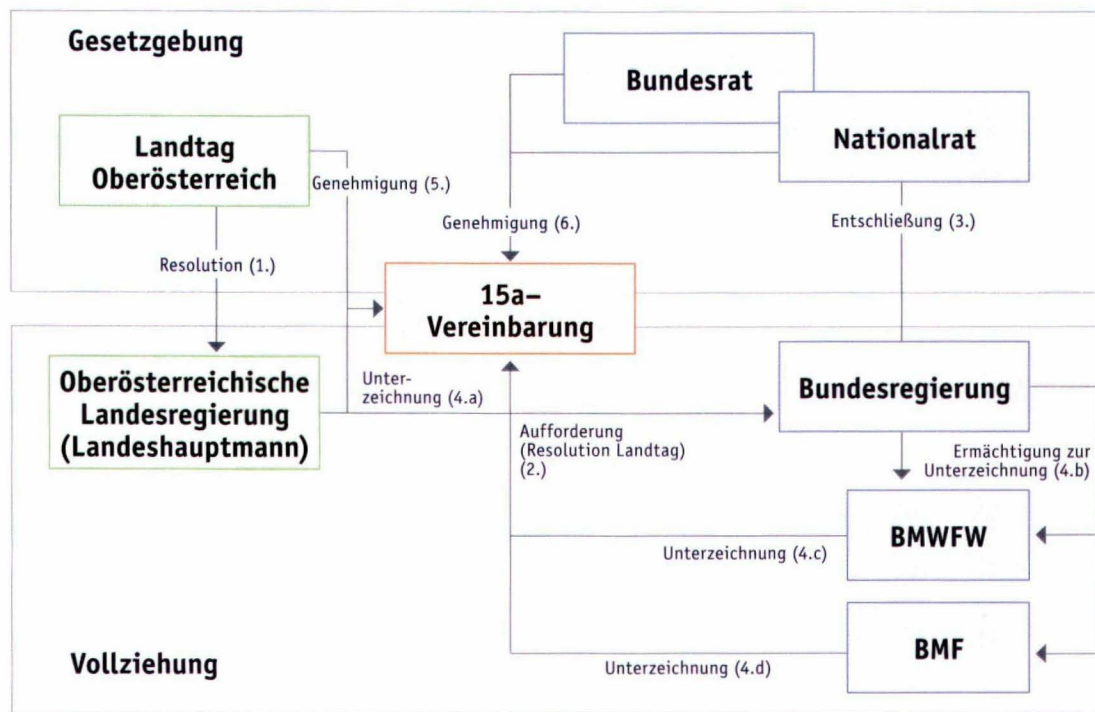 Gesetzgebung
Bundesrat
Nationalrat
Landtag
Oberösterreich
Genehmigung (5.)
Genehmigung (6.)
Entschließung (3.)
Resolution (1.)
15a–
Vereinbarung
Oberösterreichische
Landesregierung
(Landeshauptmann)
Unter-
zeichnung (4.a)
Bundesregierung
Aufforderung
(Resolution Landtag)
(2.)
Ermächtigung zur
Unterzeichnung (4.b)
BMWFW
Unterzeichnung (4.c)
BMF
Unterzeichnung (4.d)
Vollziehung